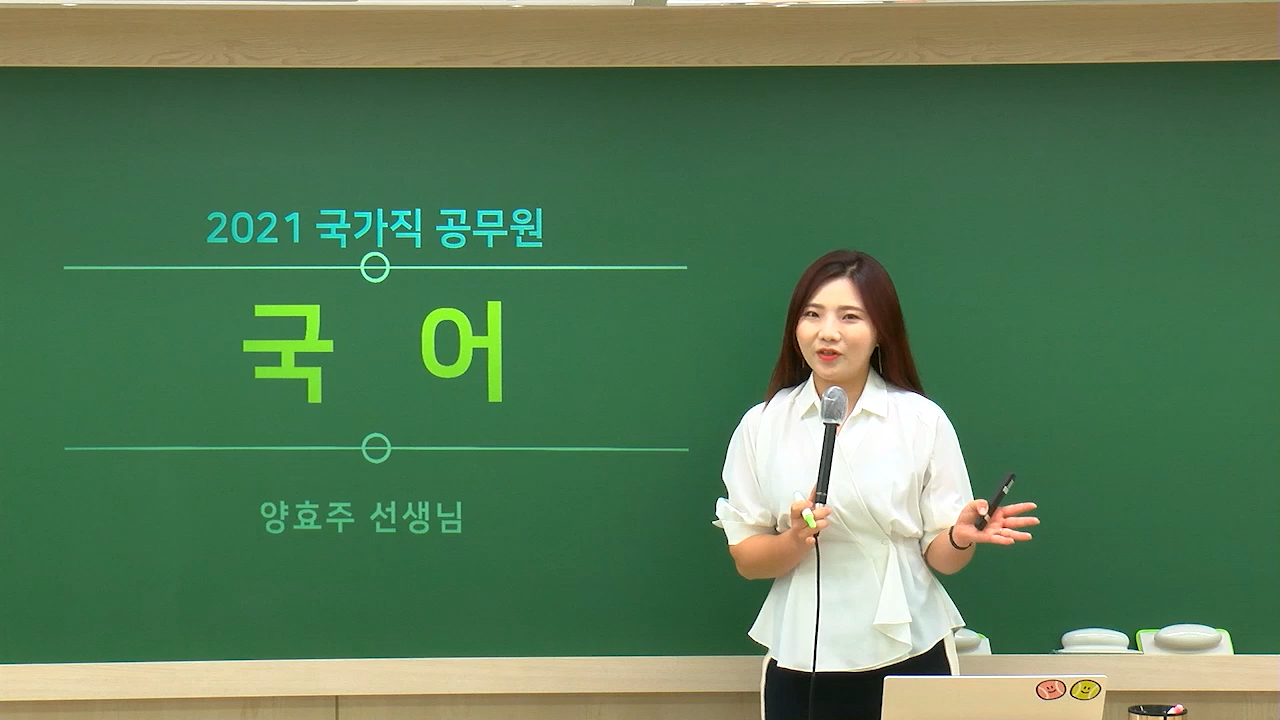 2021 국가직 공무원
국 어
양효주 선생님